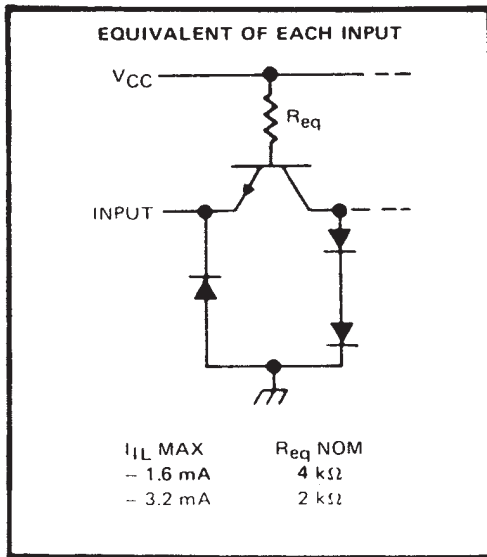 EQUIVALENT OF EACH INPUT
VCC
Req
INPUT
IIL MAX Req NOM
– 1.6 mA 4 kΩ
– 3.2 mA 2 kΩ